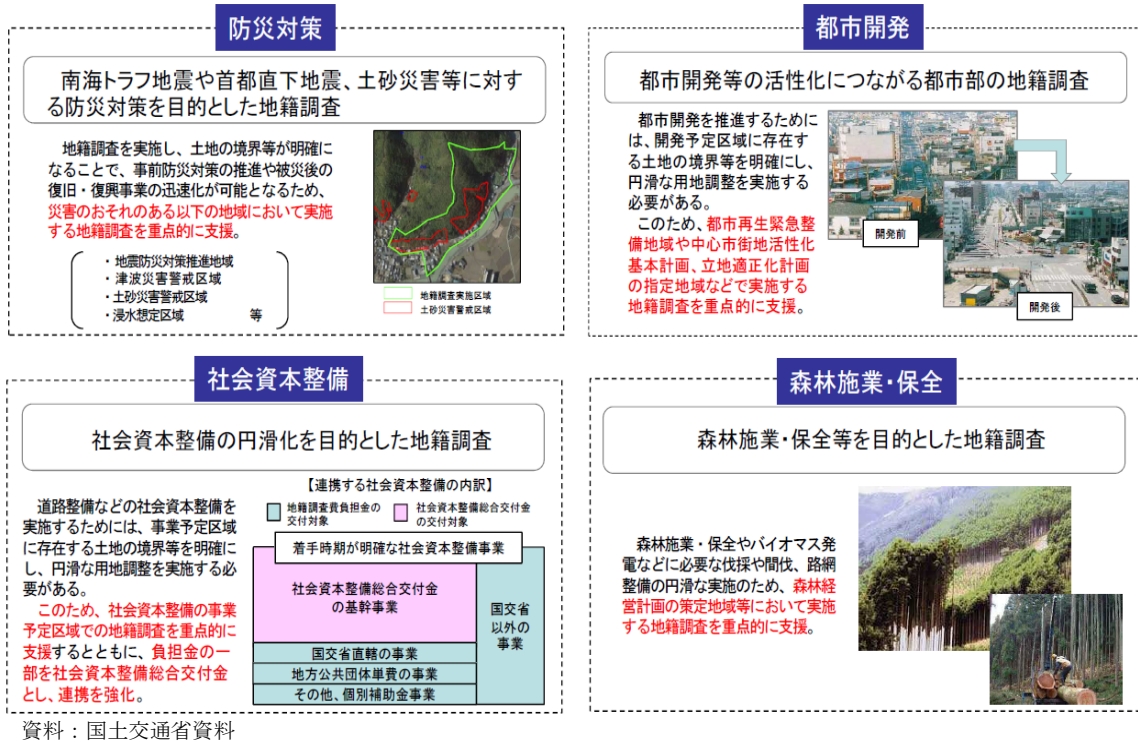 防災対策
南海トラフ地震や首都直下地震、土砂災害等に対す
る防災対策を目的とした地籍調査
地籍調査を実施し、土地の境界等が明確
になることで、事前防災対策の推進や被災後の
復旧・復興事業の迅速化が可能となるため、
災害のおそれのある以下の地域において実施
する地籍調査を重点的に支援。
・地震防災対策推進地域
・津波災害警戒区域
・土砂災害警戒区域
・浸水想定区域 等
地籍調査実施区域
土砂災害警戒区域
都市開発
都市開発等の活性化につながる都市部の地籍調査
都市開発を推進するために
は、開発予定区域に存在す
る土地の境界等を明確にし、
円滑な用地調整を実施する
必要がある。
このため、都市再生緊急整
備地域や中心市街地活性化
基本計画、立地適正化計画
の指定地域などで実施する
地籍調査を重点的に支援。
開発前
開発後
社会資本整備
社会資本整備の円滑化を目的とした地籍調査
道路整備などの社会資本整備を
実施するためには、事業予定区域
に存在する土地の境界等を明確に
し、円滑な用地調整を実施する必
要がある。
このため、社会資本整備の事業
予定区域での地籍調査を重点的に
支援するとともに、負担金の一
部を社会資本整備総合交付金
とし、連携を強化。
【連携する社会資本整備の内訳】
地籍調査費負担金の
交付対象
社会資本整備総合交付金
の交付対象
着手時期が明確な社会資本整備事業
社会資本整備総合交付金
の基幹事業
国交省
以外の
事業
国交省直轄の事業
地方公共団体単費の事業
その他、個別補助金事業
森林施業・保全
森林施業・保全等を目的とした地籍調査
森林施業・保全やバイオマス発
電などに必要な伐採や間伐、路網
整備の円滑な実施のため、森林経
営計画の策定地域等において実施
する地籍調査を重点的に支援。
資料：国土交通省資料